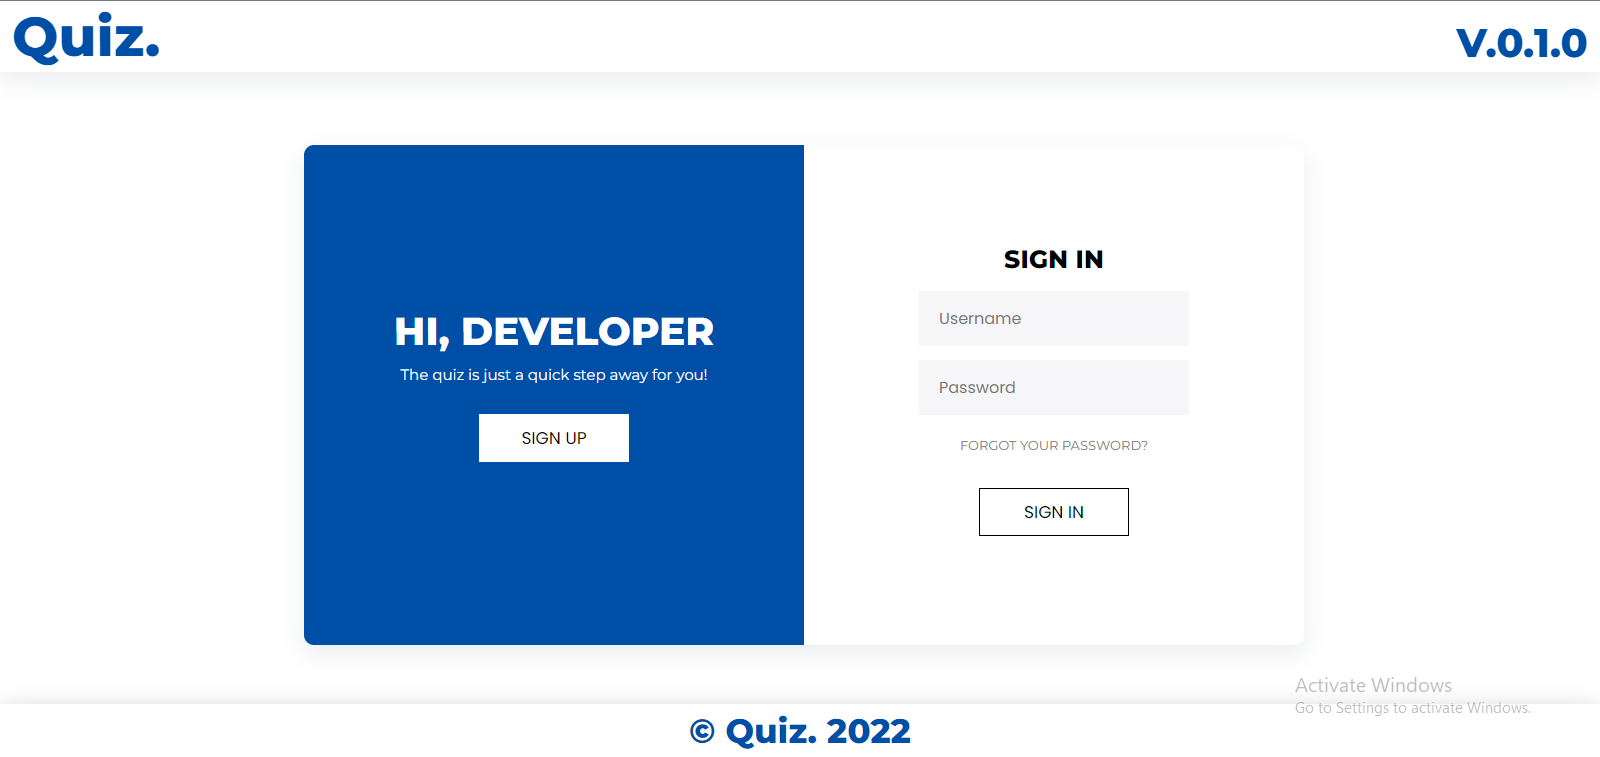 Quiz.
V.0.1.0
HI, DEVELOPER
The quiz is just a quick step away for you!
SIGN UP
SIGN IN
Username
Password
FORGOT YOUR PASSWORD?
SIGN IN
Activate Windows
Go to Settings to activate Windows.
© Quiz. 2022